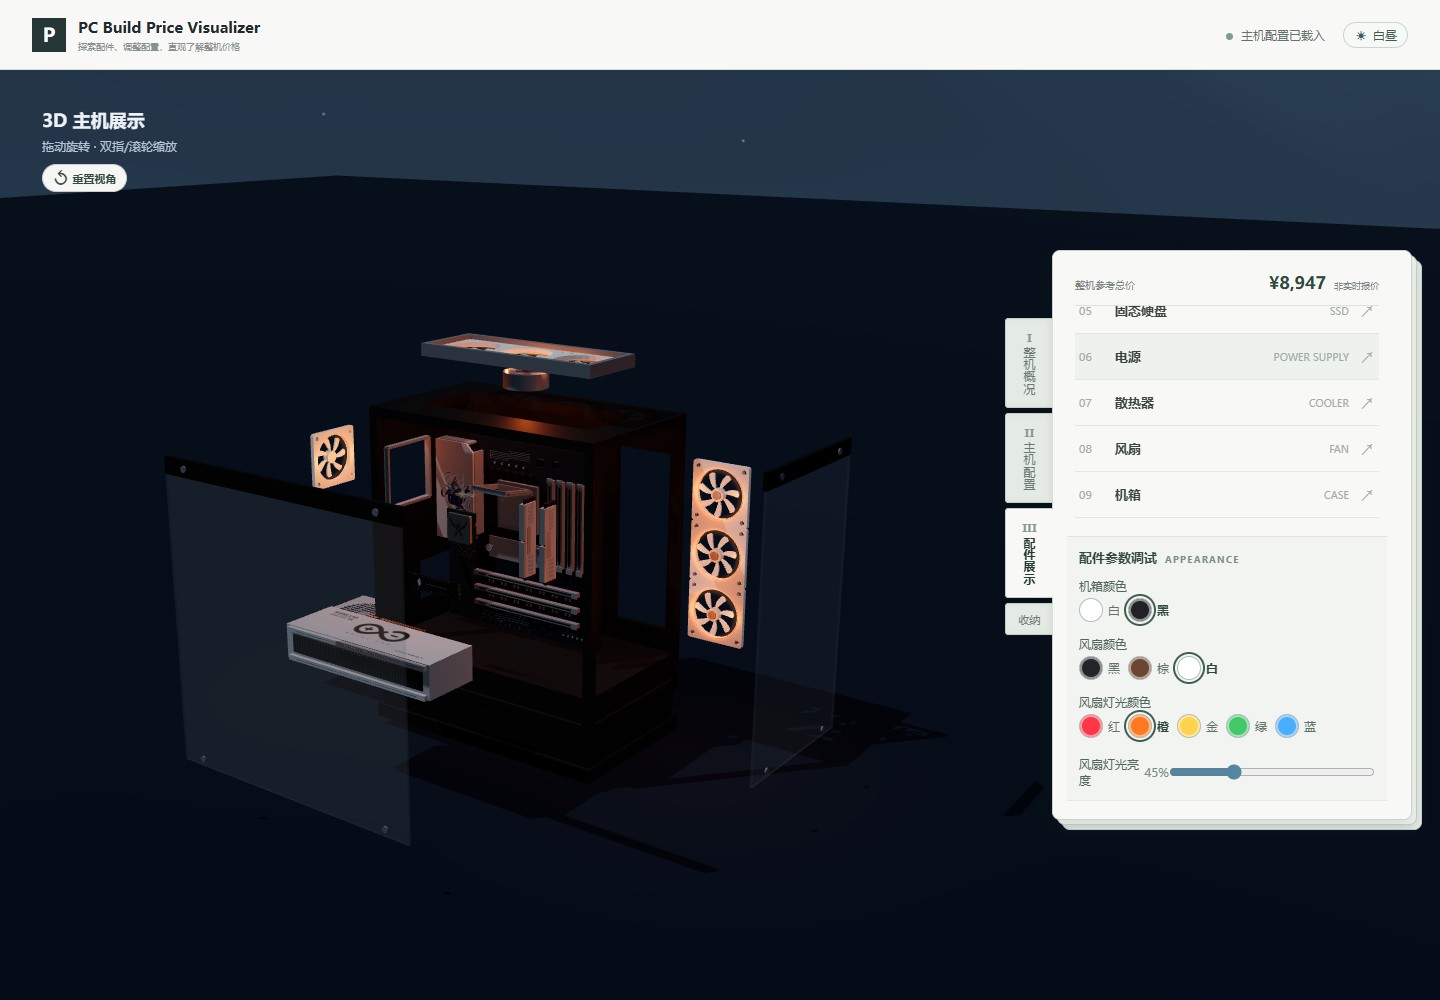 P
PC Build Price Visualizer
探索配件、调整配置，直观了解整机价格
主机配置已载入
☀ 白昼
3D 主机展示
拖动旋转 · 双指/滚轮缩放
重置视角
整机参考总价 ¥8,947 非实时报价
05 固态硬盘 SSD
06 电源 POWER SUPPLY
07 散热器 COOLER
08 风扇 FAN
09 机箱 CASE
I 整机概况
II 主机配置
III 配件展示
收纳
配件参数调试 APPEARANCE
机箱颜色
白 黑
风扇颜色
黑 棕 白
风扇灯光颜色
红 橙 金 绿 蓝
风扇灯光亮度 45%